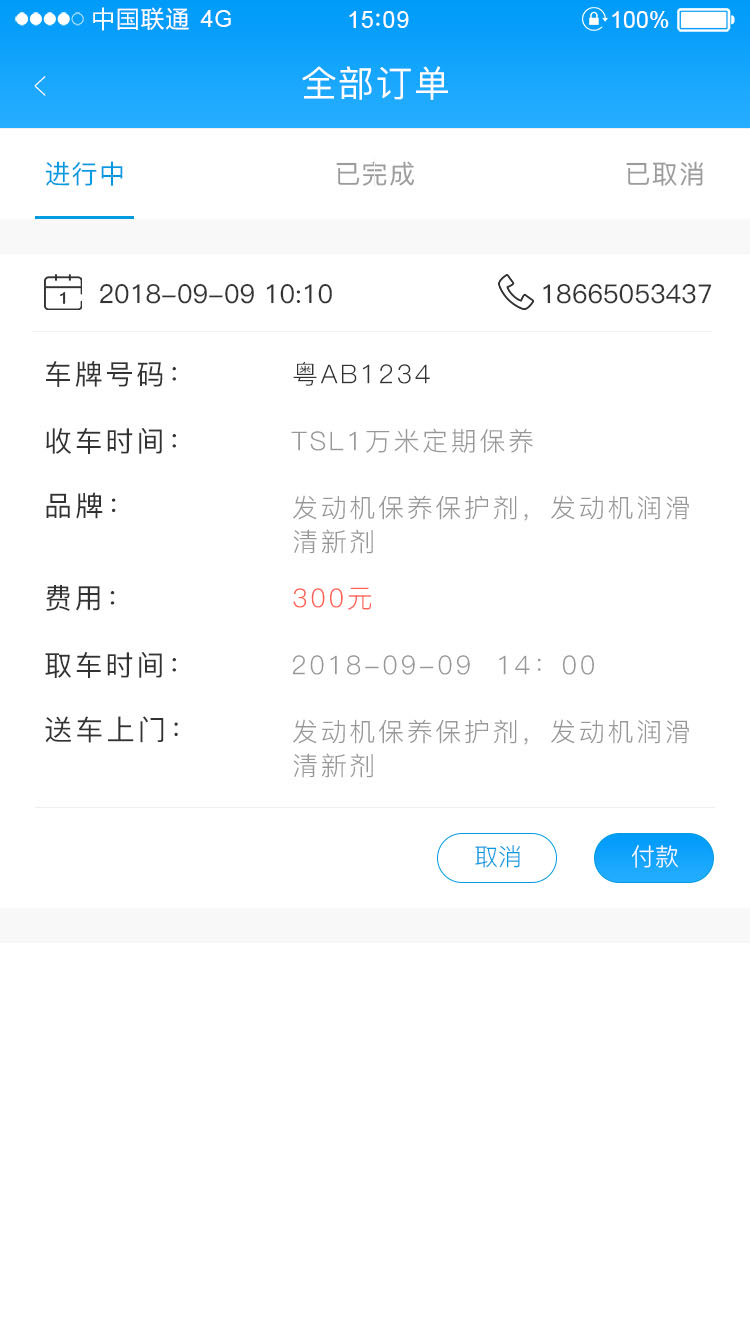 中国联通 4G 15:09 100%
全部订单
进行中 已完成 已取消
1 2018-09-09 10:10 18665053437
车牌号码： 粤AB1234
收车时间： TSL1万米定期保养
品牌： 发动机保养保护剂，发动机润滑
清新剂
费用： 300元
取车时间： 2018-09-09 14：00
送车上门： 发动机保养保护剂，发动机润滑
清新剂
取消 付款